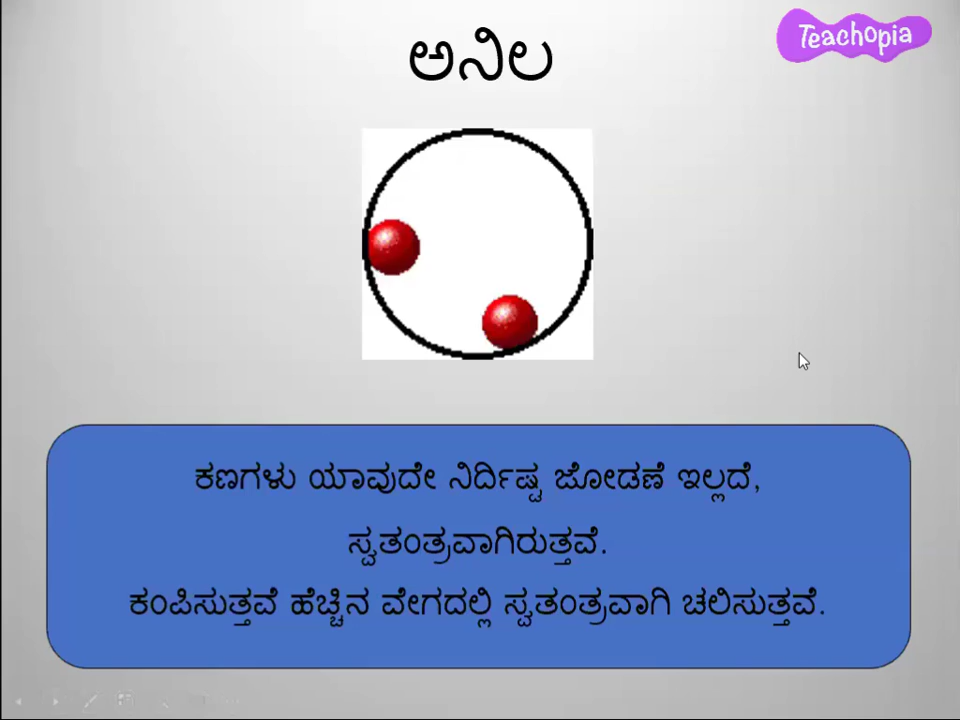 Teachopia
ಅನಿಲ
ಕಣಗಳು ಯಾವುದೇ ನಿರ್ದಿಷ್ಟ ಜೋಡಣೆ ಇಲ್ಲದೆ,
ಸ್ವತಂತ್ರವಾಗಿರುತ್ತವೆ.
ಕಂಪಿಸುತ್ತವೆ ಹೆಚ್ಚಿನ ವೇಗದಲ್ಲಿ ಸ್ವತಂತ್ರವಾಗಿ ಚಲಿಸುತ್ತವೆ.